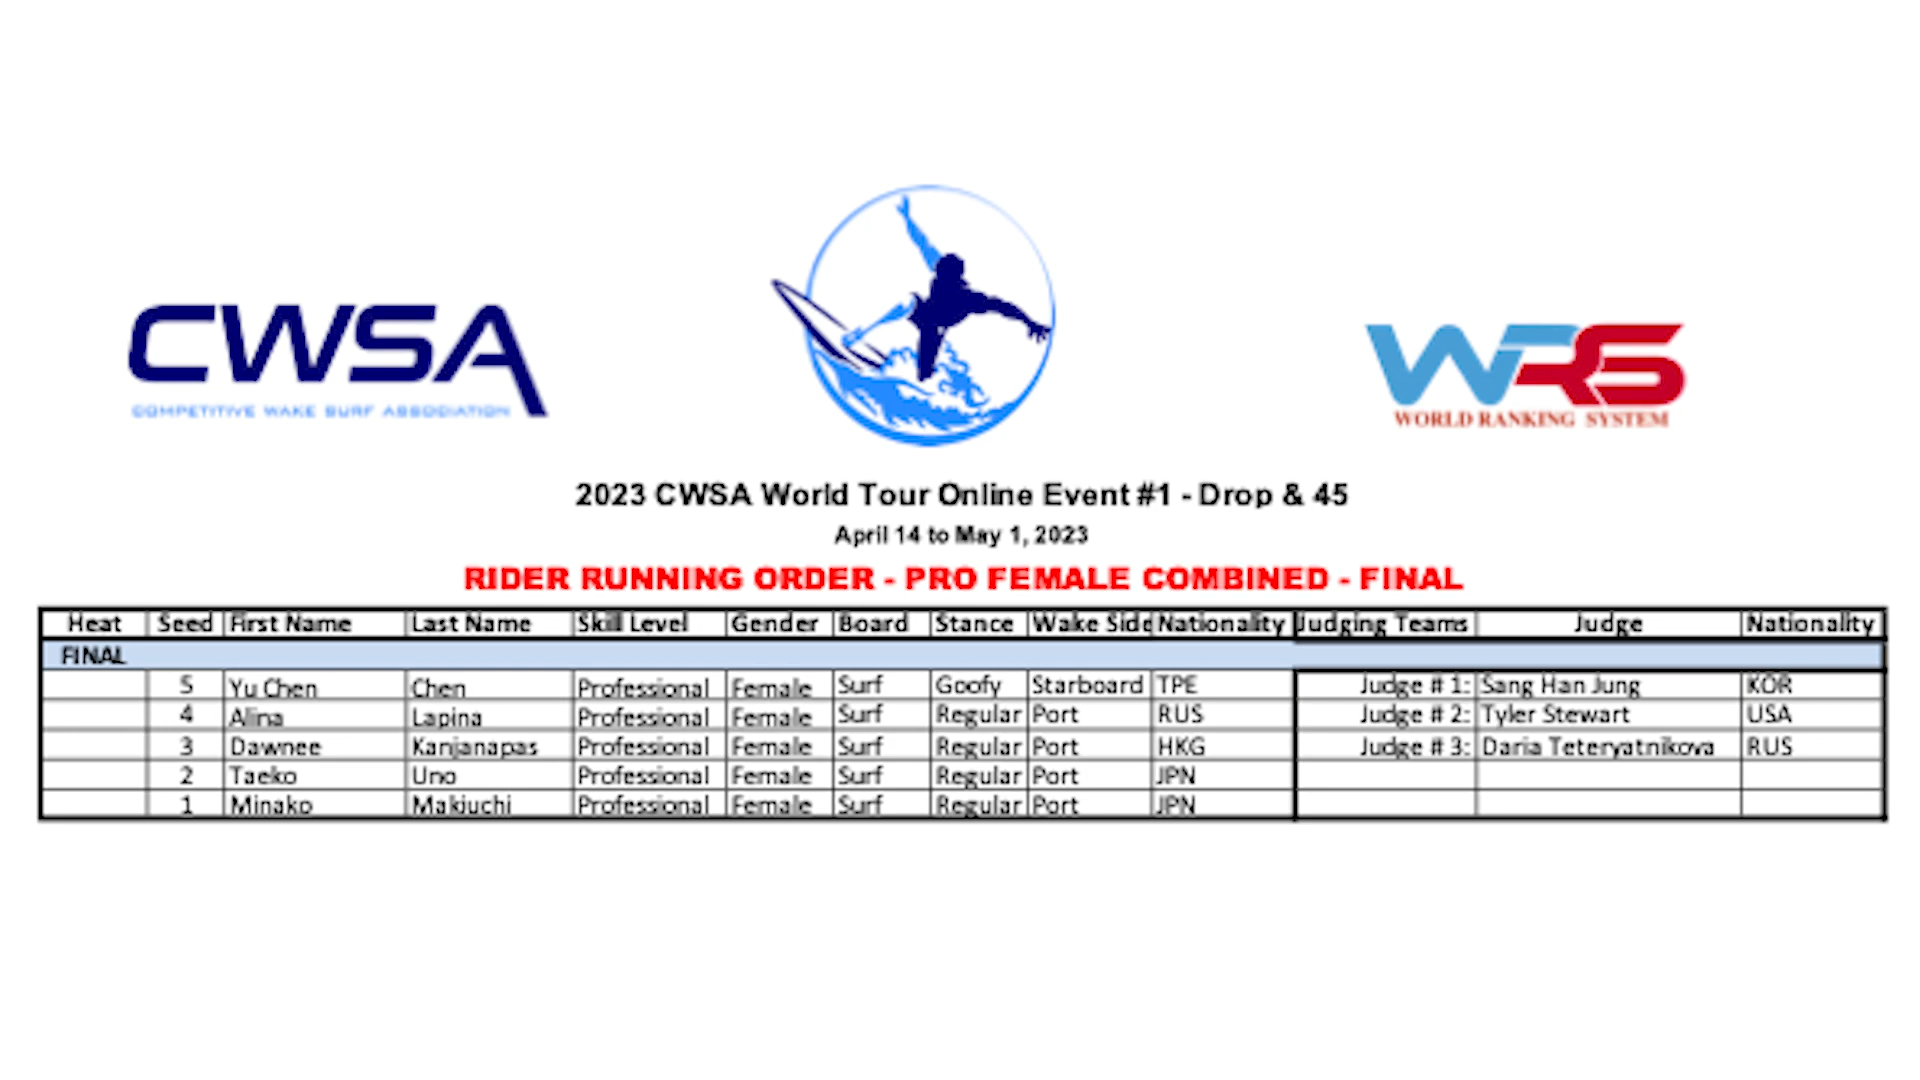 CWSA
COMPETITIVE WAKE SURF ASSOCIATION
WRS
WORLD RANKING SYSTEM
2023 CWSA World Tour Online Event #1 - Drop & 45
April 14 to May 1, 2023
RIDER RUNNING ORDER - PRO FEMALE COMBINED - FINAL
Heat Seed First Name Last Name Skill Level Gender Board Stance Wake Side Nationality Judging Teams Judge Nationality
FINAL
5 Yu Chen Chen Professional Female Surf Goofy Starboard TPE Judge # 1: Sang Han Jung KOR
4 Alina Lapina Professional Female Surf Regular Port RUS Judge # 2: Tyler Stewart USA
3 Dawnee Kanjanapas Professional Female Surf Regular Port HKG Judge # 3: Daria Teteryatnikova RUS
2 Taeko Uno Professional Female Surf Regular Port JPN
1 Minako Makiuchi Professional Female Surf Regular Port JPN